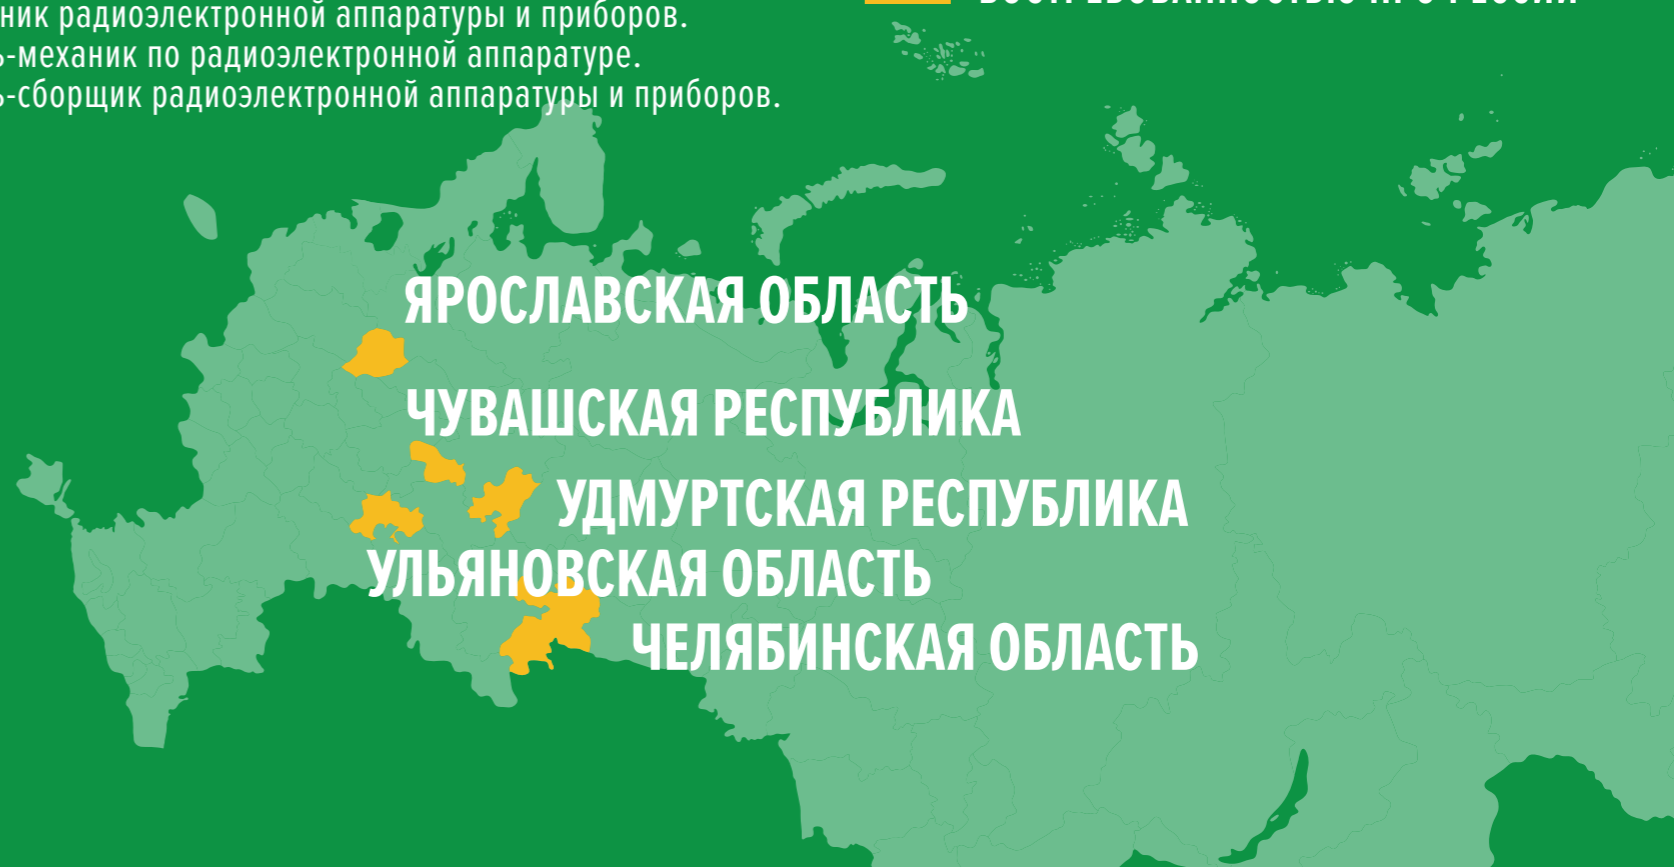 ник радиоэлектронной аппаратуры и приборов.
ь-механик по радиоэлектронной аппаратуре.
ь-сборщик радиоэлектронной аппаратуры и приборов.
ЯРОСЛАВСКАЯ ОБЛАСТЬ
ЧУВАШСКАЯ РЕСПУБЛИКА
УДМУРТСКАЯ РЕСПУБЛИКА
УЛЬЯНОВСКАЯ ОБЛАСТЬ
ЧЕЛЯБИНСКАЯ ОБЛАСТЬ